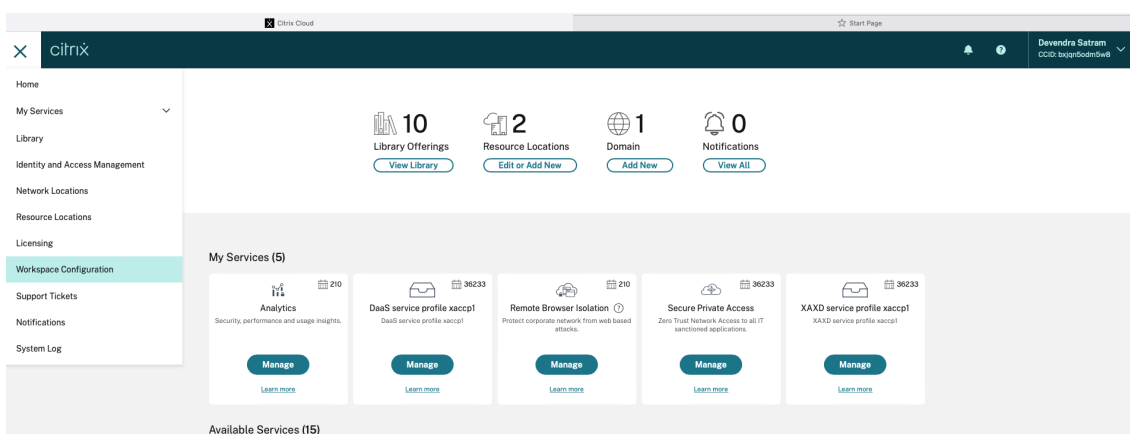 Citrix Cloud
Start Page
citrix
Devendra Satram
CCID: bxjqn5odm5w8
Home
My Services
Library
Identity and Access Management
Network Locations
Resource Locations
Licensing
Workspace Configuration
Support Tickets
Notifications
System Log
10
Library Offerings
View Library
2
Resource Locations
Edit or Add New
1
Domain
Add New
0
Notifications
View All
My Services (5)
210
Analytics
Security, performance and usage insights.
Manage
Learn more
36233
DaaS service profile xaccp1
DaaS service profile xaccp1
Manage
Learn more
210
Remote Browser Isolation ?
Protect corporate network from web based
attacks.
Manage
Learn more
36233
Secure Private Access
Zero Trust Network Access to all IT
sanctioned applications.
Manage
Learn more
36233
XAXD service profile xaccp1
XAXD service profile xaccp1
Manage
Learn more
Available Services (15)